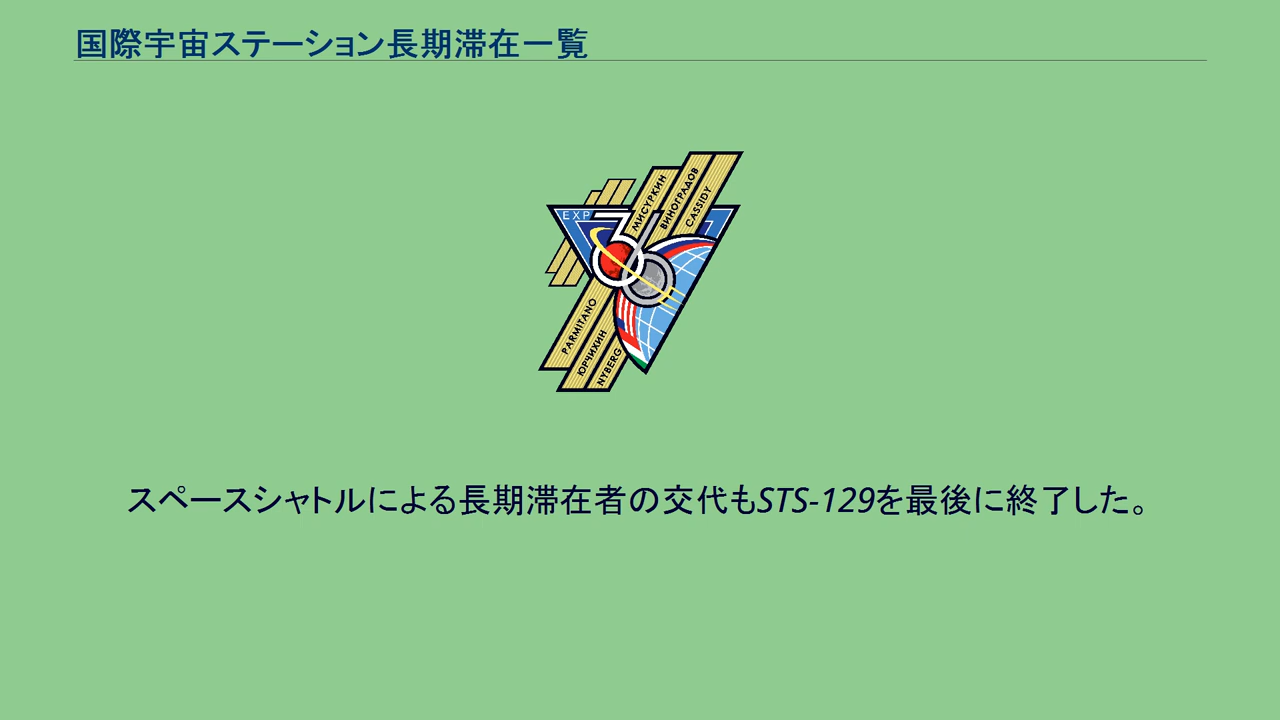 国際宇宙ステーション長期滞在一覧
EXP
36
МИСУРКИН
ВИНОГРАДОВ
CASSIDY
PARMITANO
ЮРЧИХИН
NYBERG
スペースシャトルによる長期滞在者の交代もSTS-129を最後に終了した。